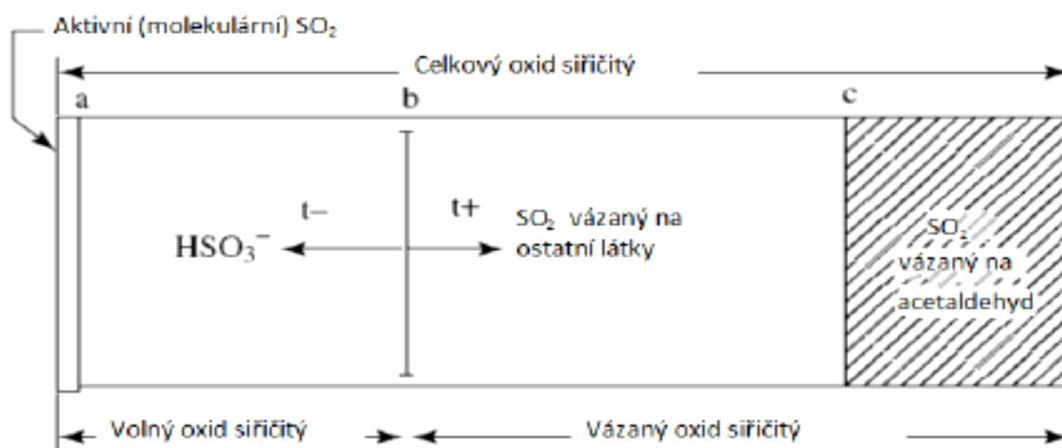 Aktivní (molekulární) SO₂
Celkový oxid siřičitý
a b c
t– t+
HSO₃⁻
SO₂ vázaný na
ostatní látky
SO₂
vázaný na
acetaldehyd
Volný oxid siřičitý
Vázaný oxid siřičitý